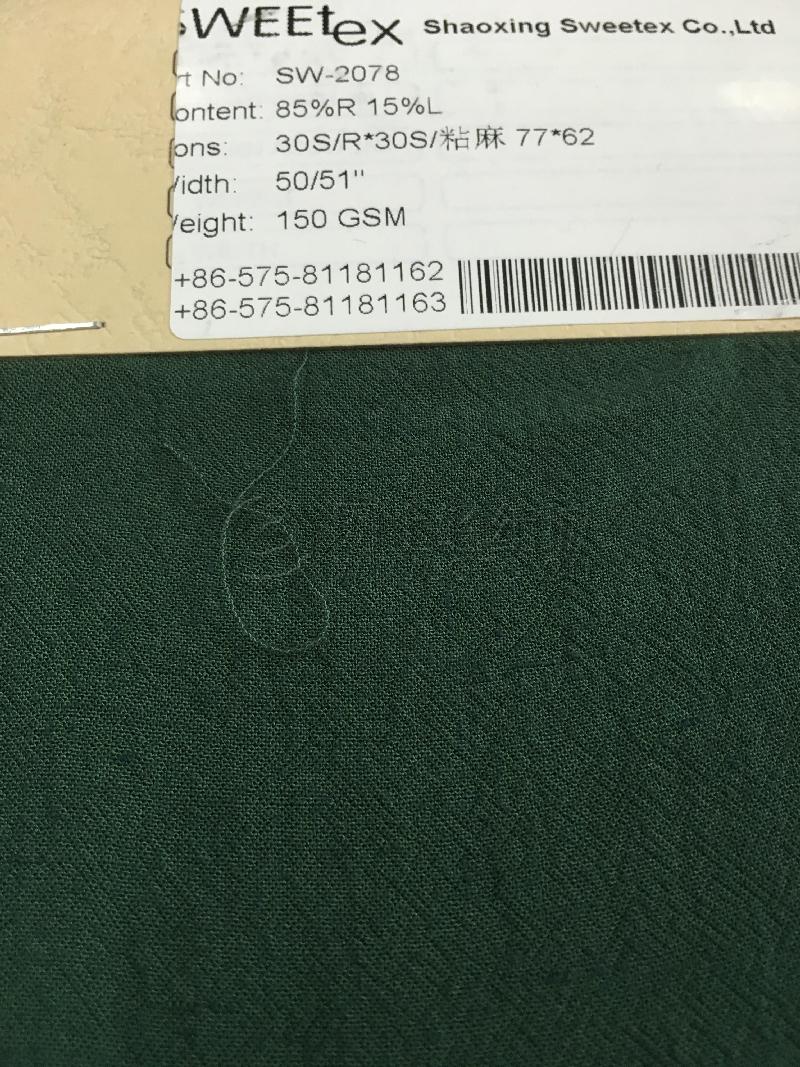 SWEEtex Shaoxing Sweetex Co.,Ltd
rt No: SW-2078
ontent: 85%R 15%L
ons: 30S/R*30S/粘麻 77*62
idth: 50/51"
eight: 150 GSM
+86-575-81181162
+86-575-81181163